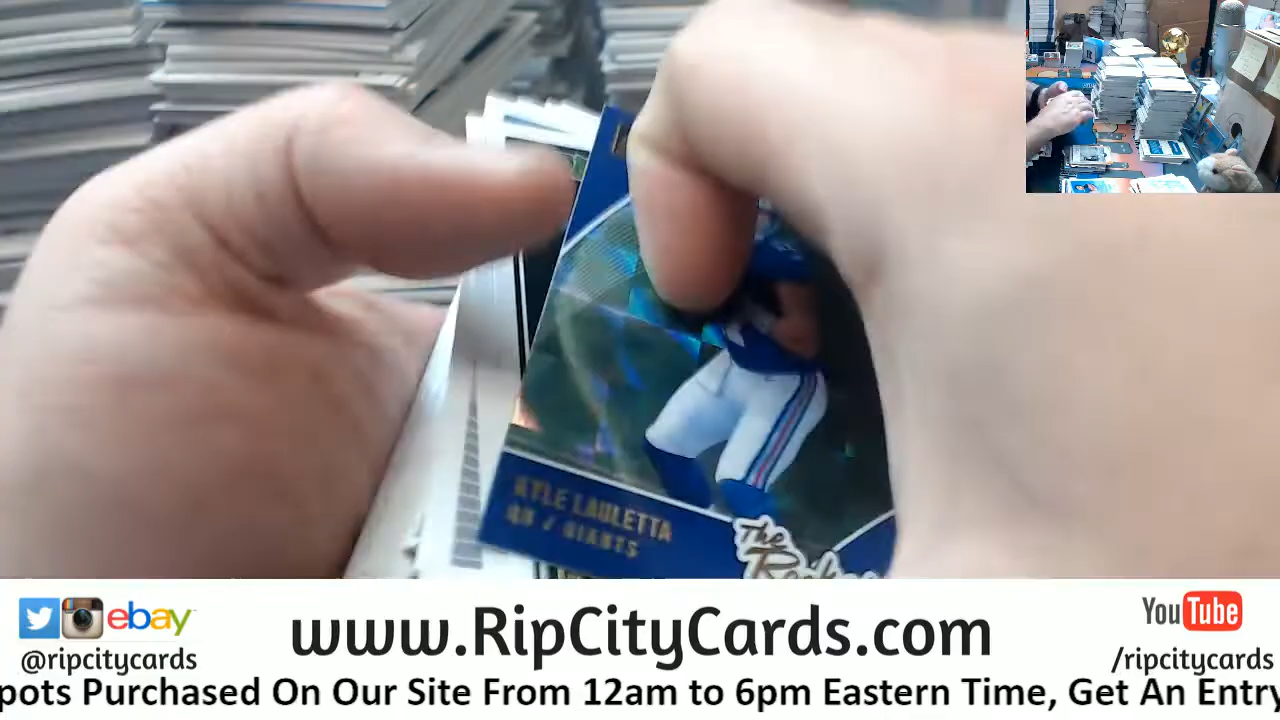 KYLE LAULETTA
QB / GIANTS
The
ebay
@ripcitycards
www.RipCityCards.com
YouTube
/ripcitycards
pots Purchased On Our Site From 12am to 6pm Eastern Time, Get An Entry